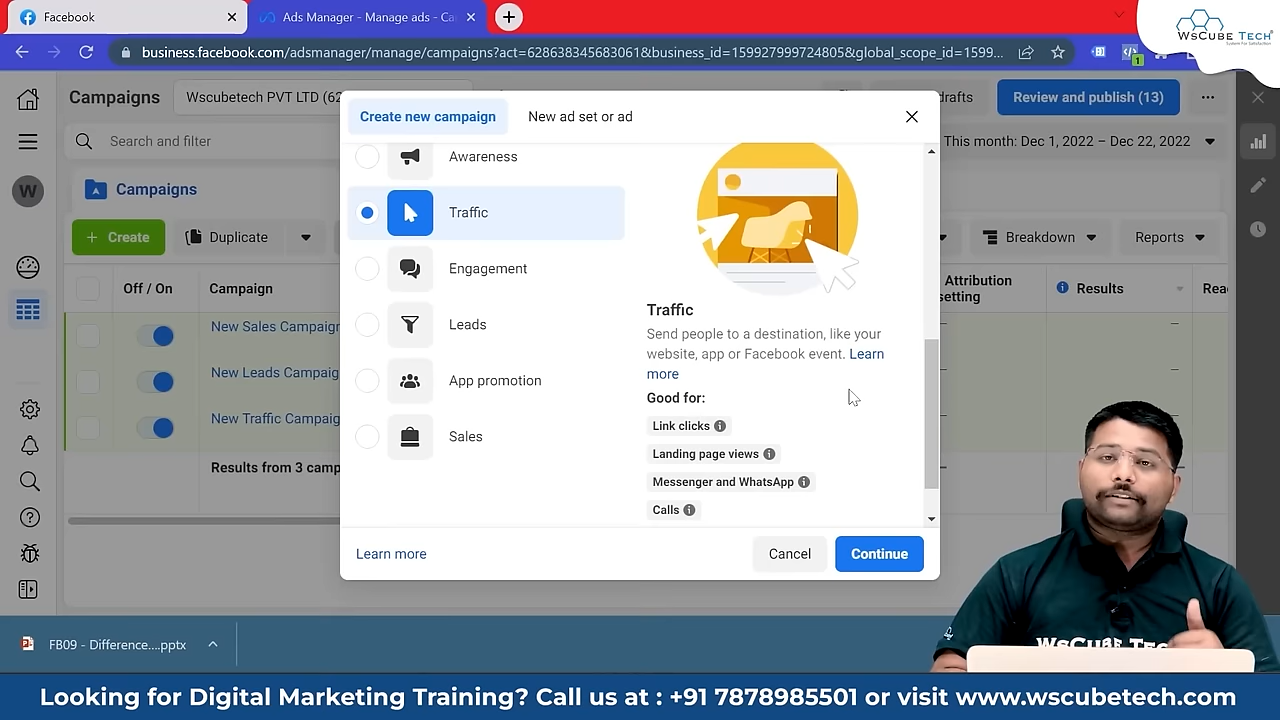 Facebook
Ads Manager - Manage ads - Ca
WsCube Tech
business.facebook.com/adsmanager/manage/campaigns?act=628633345683061&business_id=159927999724805&global_scope_id=1599...
1
Campaigns
Wscubetech PVT LTD (62
drafts
Review and publish (13)
Search and filter
This month: Dec 1, 2022 – Dec 22, 2022
W
Campaigns
+ Create
Duplicate
Breakdown
Reports
Off / On
Campaign
Attribution
setting
Results
New Sales Campaign
New Leads Campaig
New Traffic Campaig
Results from 3 camp
Create new campaign
New ad set or ad
Awareness
Traffic
Engagement
Leads
App promotion
Sales
Traffic
Send people to a destination, like your
website, app or Facebook event. Learn
more
Good for:
Link clicks
Landing page views
Messenger and WhatsApp
Calls
Learn more
Cancel
Continue
FB09 - Difference....pptx
WsCube Tech
Looking for Digital Marketing Training? Call us at : +91 7878985501 or visit www.wscubetech.com